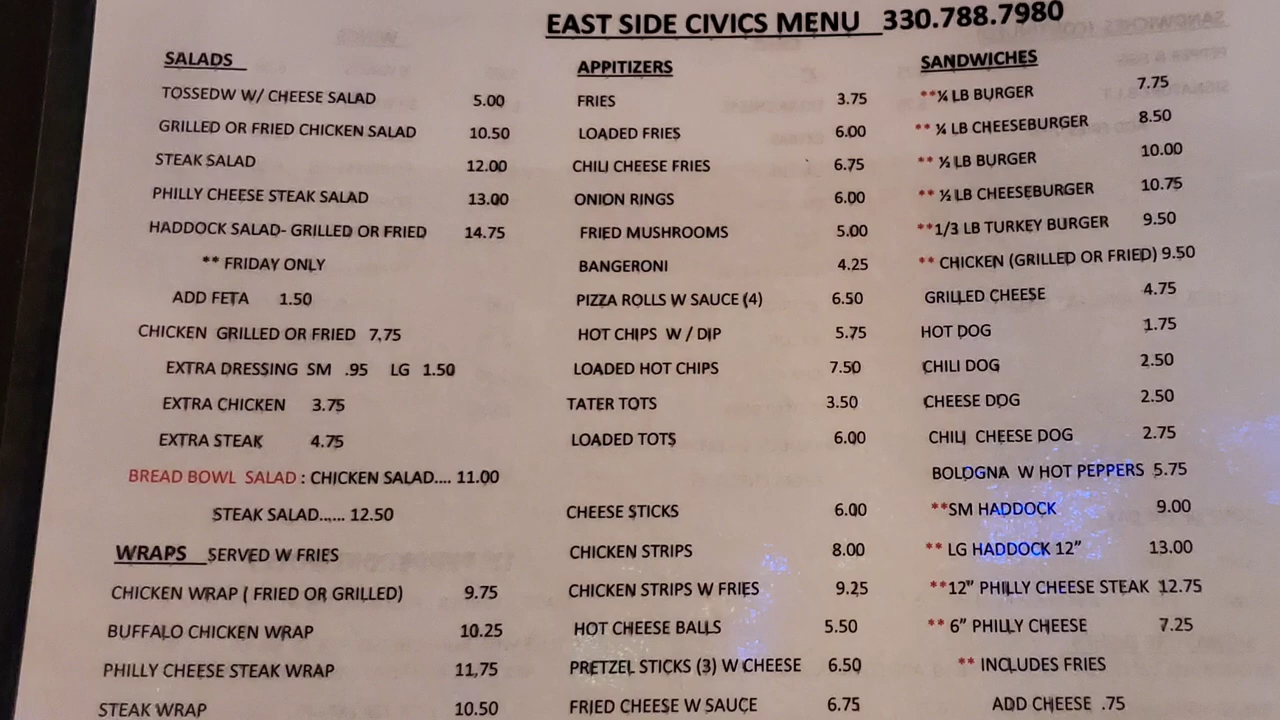 EAST SIDE CIVICS MENU 330.788.7980
SALADS
TOSSEDW W/ CHEESE SALAD 5.00
GRILLED OR FRIED CHICKEN SALAD 10.50
STEAK SALAD 12.00
PHILLY CHEESE STEAK SALAD 13.00
HADDOCK SALAD- GRILLED OR FRIED 14.75
** FRIDAY ONLY
ADD FETA 1.50
CHICKEN GRILLED OR FRIED 7.75
EXTRA DRESSING SM .95 LG 1.50
EXTRA CHICKEN 3.75
EXTRA STEAK 4.75
BREAD BOWL SALAD : CHICKEN SALAD.... 11.00
STEAK SALAD...... 12.50
WRAPS SERVED W FRIES
CHICKEN WRAP ( FRIED OR GRILLED) 9.75
BUFFALO CHICKEN WRAP 10.25
PHILLY CHEESE STEAK WRAP 11,75
STEAK WRAP 10.50
APPITIZERS
FRIES 3.75
LOADED FRIES 6.00
CHILI CHEESE FRIES 6.75
ONION RINGS 6.00
FRIED MUSHROOMS 5.00
BANGERONI 4.25
PIZZA ROLLS W SAUCE (4) 6.50
HOT CHIPS W / DIP 5.75
LOADED HOT CHIPS 7.50
TATER TOTS 3.50
LOADED TOTS 6.00
CHEESE STICKS 6.00
CHICKEN STRIPS 8.00
CHICKEN STRIPS W FRIES 9.25
HOT CHEESE BALLS 5.50
PRETZEL STICKS (3) W CHEESE 6.50
FRIED CHEESE W SAUCE 6.75
SANDWICHES
**¼ LB BURGER 7.75
** ¼ LB CHEESEBURGER 8.50
** ½ LB BURGER 10.00
** ½ LB CHEESEBURGER 10.75
**1/3 LB TURKEY BURGER 9.50
** CHICKEN (GRILLED OR FRIED) 9.50
GRILLED CHEESE 4.75
HOT DOG 1.75
CHILI DOG 2.50
CHEESE DOG 2.50
CHILI CHEESE DOG 2.75
BOLOGNA W HOT PEPPERS 5.75
**SM HADDOCK 9.00
** LG HADDOCK 12" 13.00
**12" PHILLY CHEESE STEAK 12.75
** 6" PHILLY CHEESE 7.25
** INCLUDES FRIES
ADD CHEESE .75